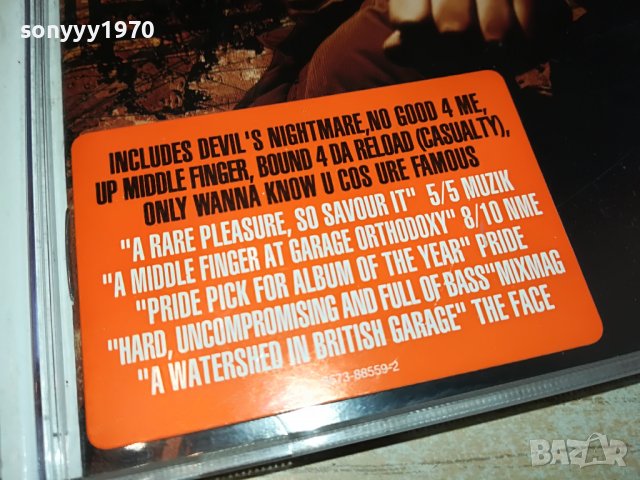 sonyyy1970
INCLUDES DEVIL'S NIGHTMARE, NO GOOD 4 ME,
UP MIDDLE FINGER, BOUND 4 DA RELOAD (CASUALTY),
ONLY WANNA KNOW U COS URE FAMOUS
"A RARE PLEASURE, SO SAVOUR IT" 5/5 MUZIK
"A MIDDLE FINGER AT GARAGE ORTHODOXY" 8/10 NME
"PRIDE PICK FOR ALBUM OF THE YEAR" PRIDE
"HARD, UNCOMPROMISING AND FULL OF BASS" MIXMAG
"A WATERSHED IN BRITISH GARAGE" THE FACE
573-88559-2
BAZAR